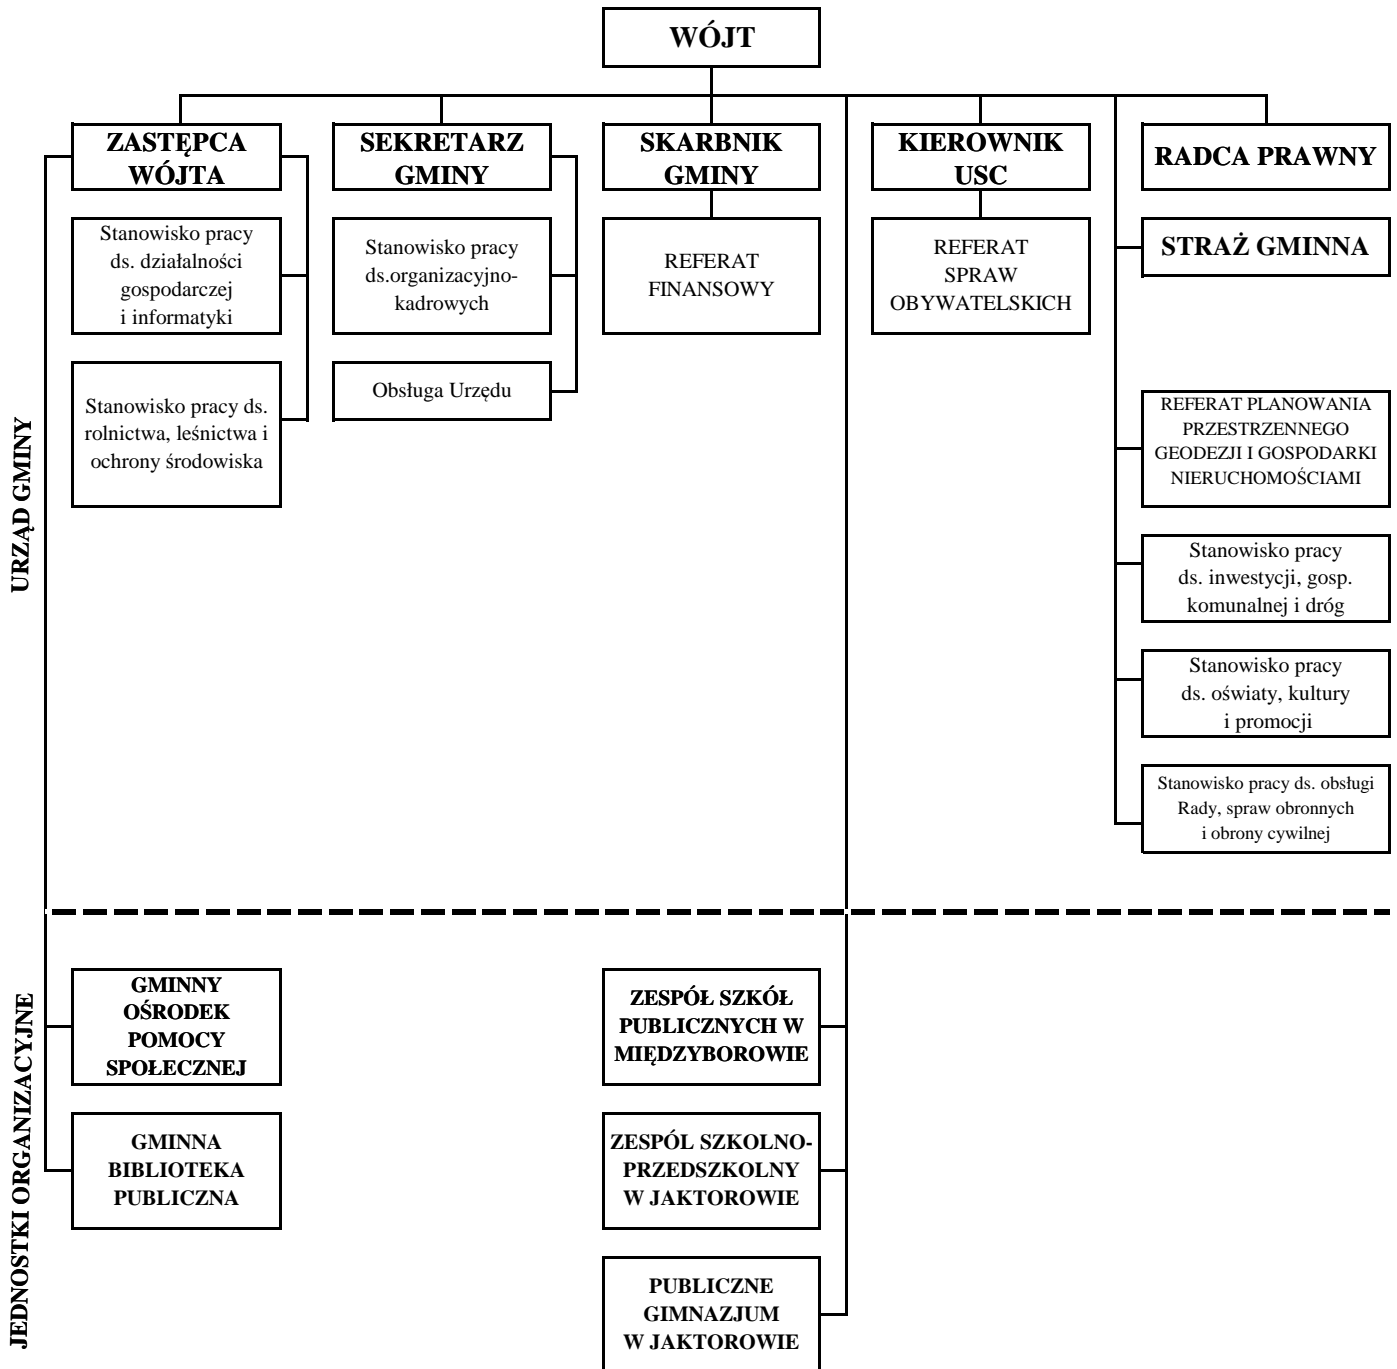 WÓJT
ZASTĘPCA
WÓJTA
SEKRETARZ
GMINY
SKARBNIK
GMINY
KIEROWNIK
USC
RADCA PRAWNY
Stanowisko pracy
ds. działalności
gospodarczej
i informatyki
Stanowisko pracy
ds.organizacyjno-
kadrowych
REFERAT
FINANSOWY
REFERAT
SPRAW
OBYWATELSKICH
STRAŻ GMINNA
Stanowisko pracy ds.
rolnictwa, leśnictwa i
ochrony środowiska
Obsługa Urzędu
REFERAT PLANOWANIA
PRZESTRZENNEGO
GEODEZJI I GOSPODARKI
NIERUCHOMOŚCIAMI
Stanowisko pracy
ds. inwestycji, gosp.
komunalnej i dróg
Stanowisko pracy
ds. oświaty, kultury
i promocji
Stanowisko pracy ds. obsługi
Rady, spraw obronnych
i obrony cywilnej
URZĄD GMINY
GMINNY
OŚRODEK
POMOCY
SPOŁECZNEJ
ZESPÓŁ SZKÓŁ
PUBLICZNYCH W
MIĘDZYBOROWIE
GMINNA
BIBLIOTEKA
PUBLICZNA
ZESPÓL SZKOLNO-
PRZEDSZKOLNY
W JAKTOROWIE
PUBLICZNE
GIMNAZJUM
W JAKTOROWIE
JEDNOSTKI ORGANIZACYJNE